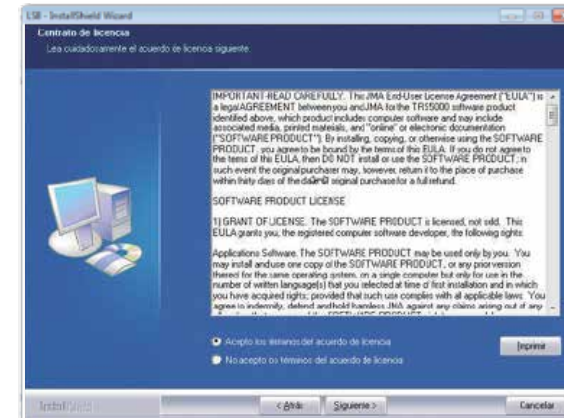 LSB - InstallShield Wizard
Contrato de licencia
Lea cuidadosamente el acuerdo de licencia siguiente.
IMPORTANT-READ CAREFULLY: This JMA End-User License Agreement ("EULA") is
a legal AGREEMENT between you and JMA for the TRS5000 software product
identified above, which product includes computer software and may include
associated media, printed materials, and "online" or electronic documentation
("SOFTWARE PRODUCT"). By installing, copying, or otherwise using the SOFTWARE
PRODUCT, you agree to be bound by the terms of this EULA. If you do not agree to
the terms of this EULA, then DO NOT install or use the SOFTWARE PRODUCT; in
such event the original purchaser may, however, return it to the place of purchase
within thirty days of the original purchase for a full refund.
SOFTWARE PRODUCT LICENSE
1) GRANT OF LICENSE. The SOFTWARE PRODUCT is licensed, not sold. This
EULA grants you, the registered computer software developer, the following rights:
Applications Software. The SOFTWARE PRODUCT may be used only by you. You
may install and use one copy of the SOFTWARE PRODUCT, or any prior version
thereof for the same operating system, on a single computer but only for use in the
number of written language(s) that you selected at time of first installation and in which
you have acquired rights; provided that such use complies with all applicable laws. You
agree to indemnify, defend and hold harmless JMA against any claims arising out of any
Acepto los términos del acuerdo de licencia
No acepto los términos del acuerdo de licencia
Imprimir
InstallShield
< Atrás
Siguiente >
Cancelar